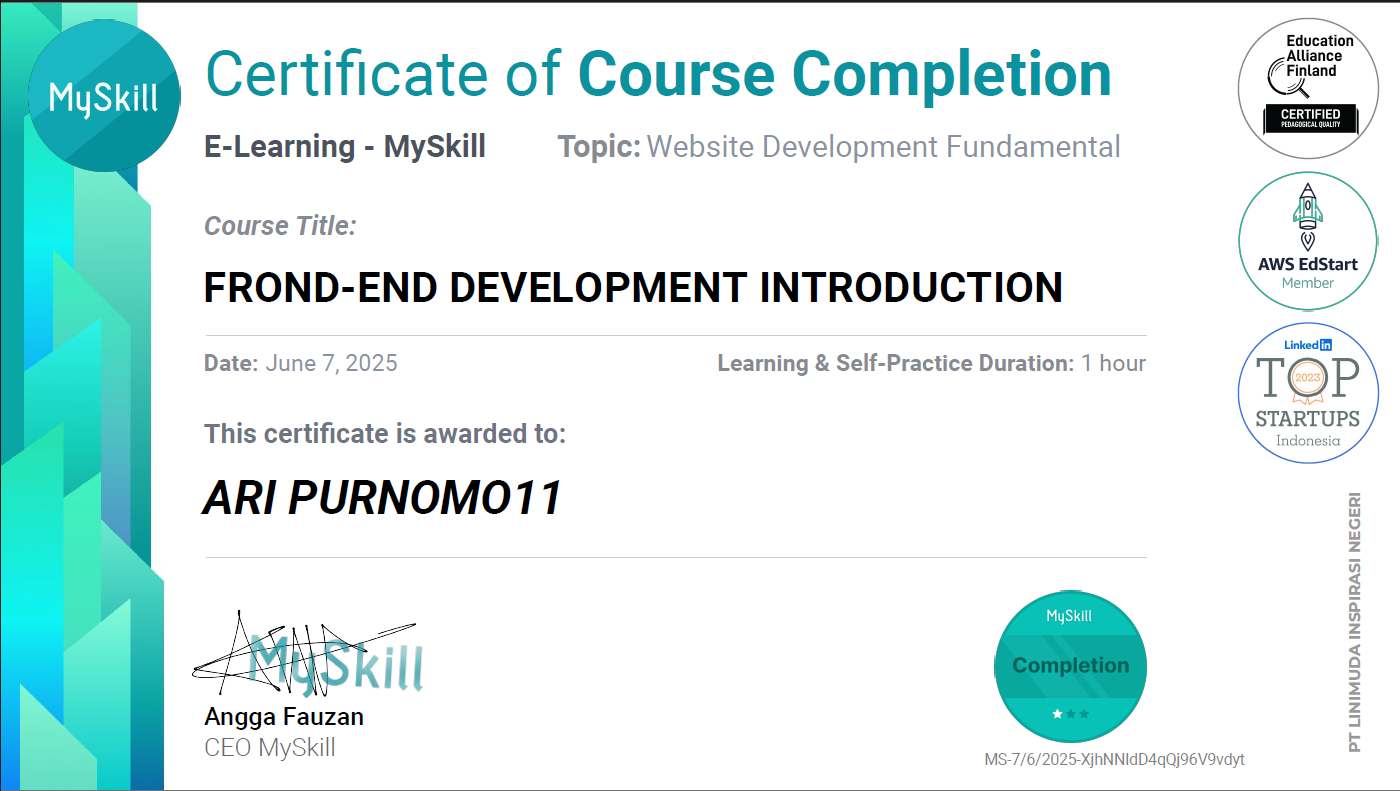 MySkill
Certificate of Course Completion
E-Learning - MySkill
Topic: Website Development Fundamental
Course Title:
FROND-END DEVELOPMENT INTRODUCTION
Date: June 7, 2025
Learning & Self-Practice Duration: 1 hour
This certificate is awarded to:
ARI PURNOMO11
MySkill
Angga Fauzan
CEO MySkill
MySkill
Completion
MS-7/6/2025-XjhNNIdD4qQj96V9vdyt
Education
Alliance
Finland
CERTIFIED
PEDAGOGICAL QUALITY
AWS EdStart
Member
LinkedIn
TOP
2023
STARTUPS
Indonesia
PT LINIMUDA INSPIRASI NEGERI